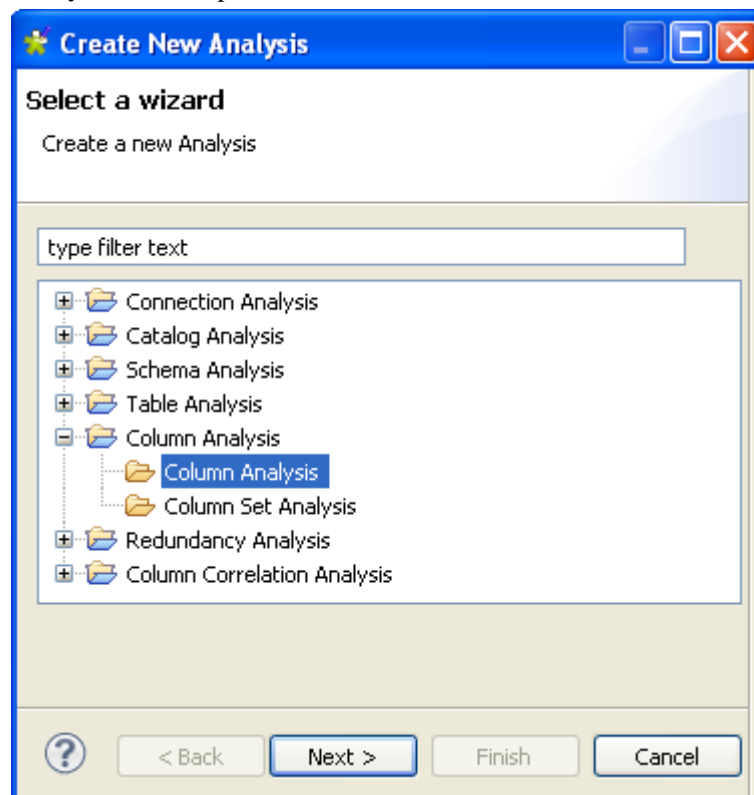 Create New Analysis
Select a wizard
Create a new Analysis
type filter text
Connection Analysis
Catalog Analysis
Schema Analysis
Table Analysis
Column Analysis
Column Analysis
Column Set Analysis
Redundancy Analysis
Column Correlation Analysis
? < Back Next > Finish Cancel